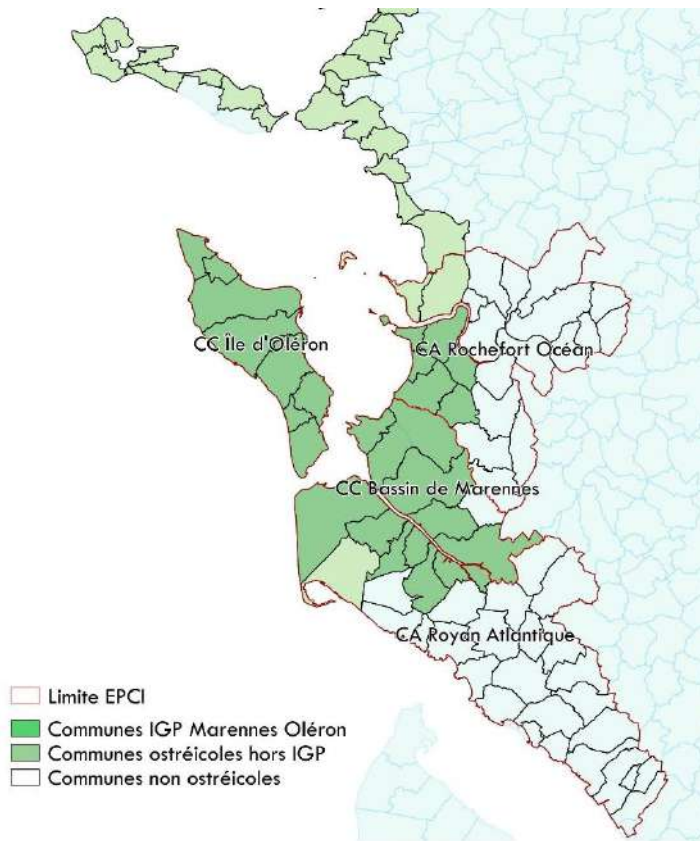 CC Île d'Oléron
CA Rochefort Océan
CC Bassin de Marennes
CA Royan Atlantique
Limite EPCI
Communes IGP Marennes Oléron
Communes ostréicoles hors IGP
Communes non ostréicoles